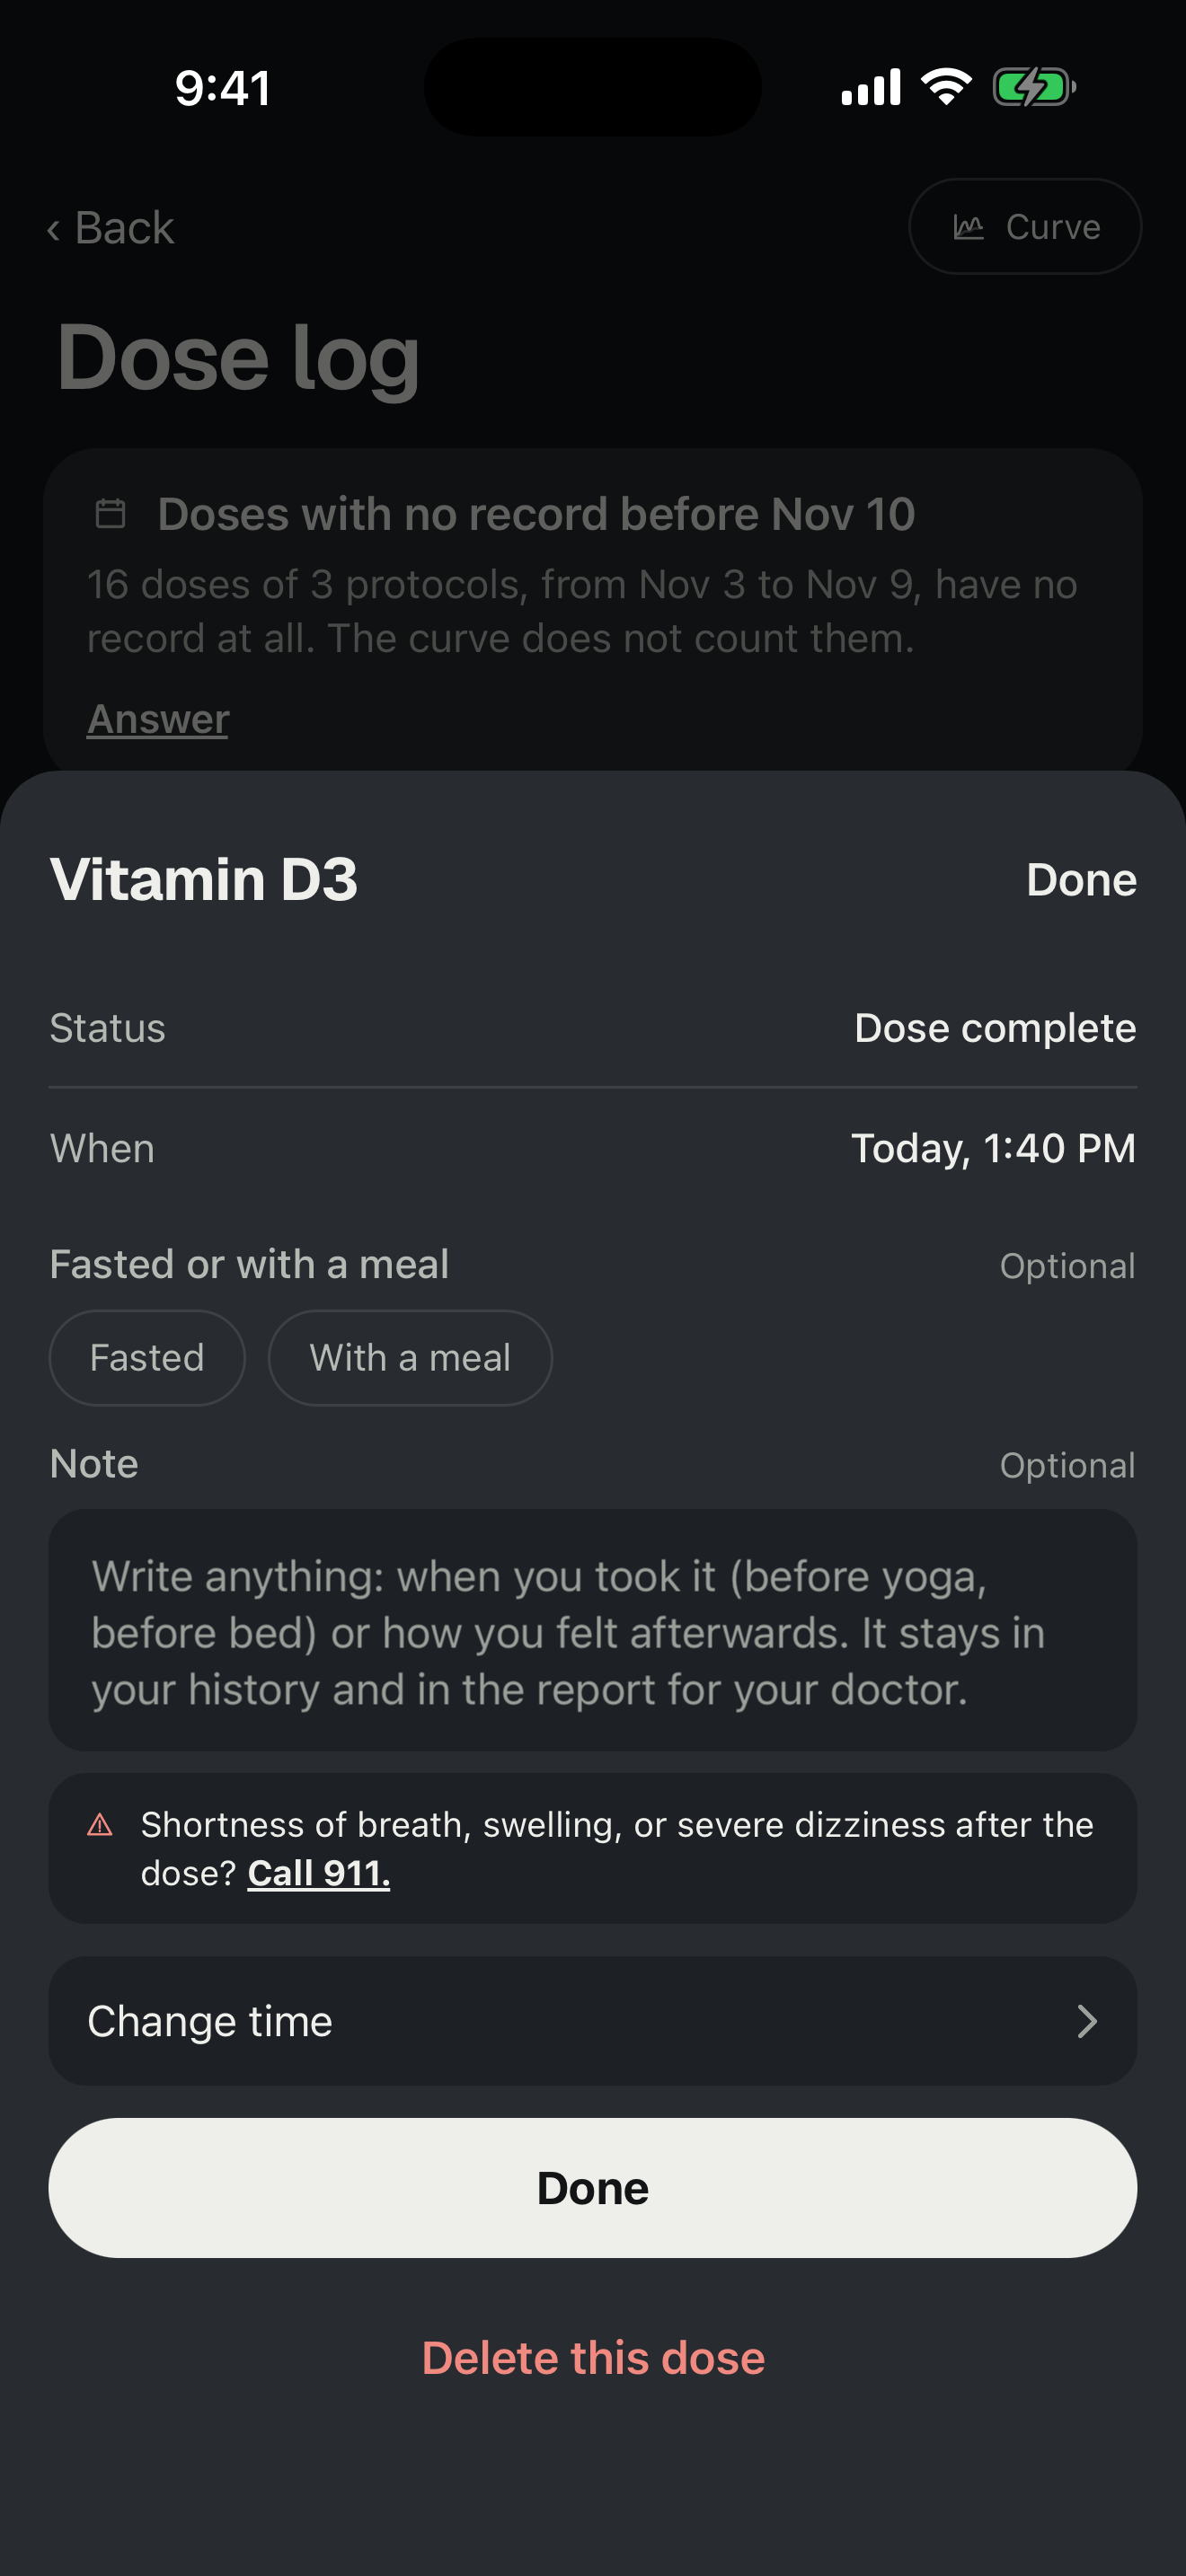 9:41
‹ Back
Curve
Dose log
Doses with no record before Nov 10
16 doses of 3 protocols, from Nov 3 to Nov 9, have no
record at all. The curve does not count them.
Answer
Vitamin D3
Done
Status
Dose complete
When
Today, 1:40 PM
Fasted or with a meal
Optional
Fasted
With a meal
Note
Optional
Write anything: when you took it (before yoga,
before bed) or how you felt afterwards. It stays in
your history and in the report for your doctor.
Shortness of breath, swelling, or severe dizziness after the
dose? Call 911.
Change time
Done
Delete this dose